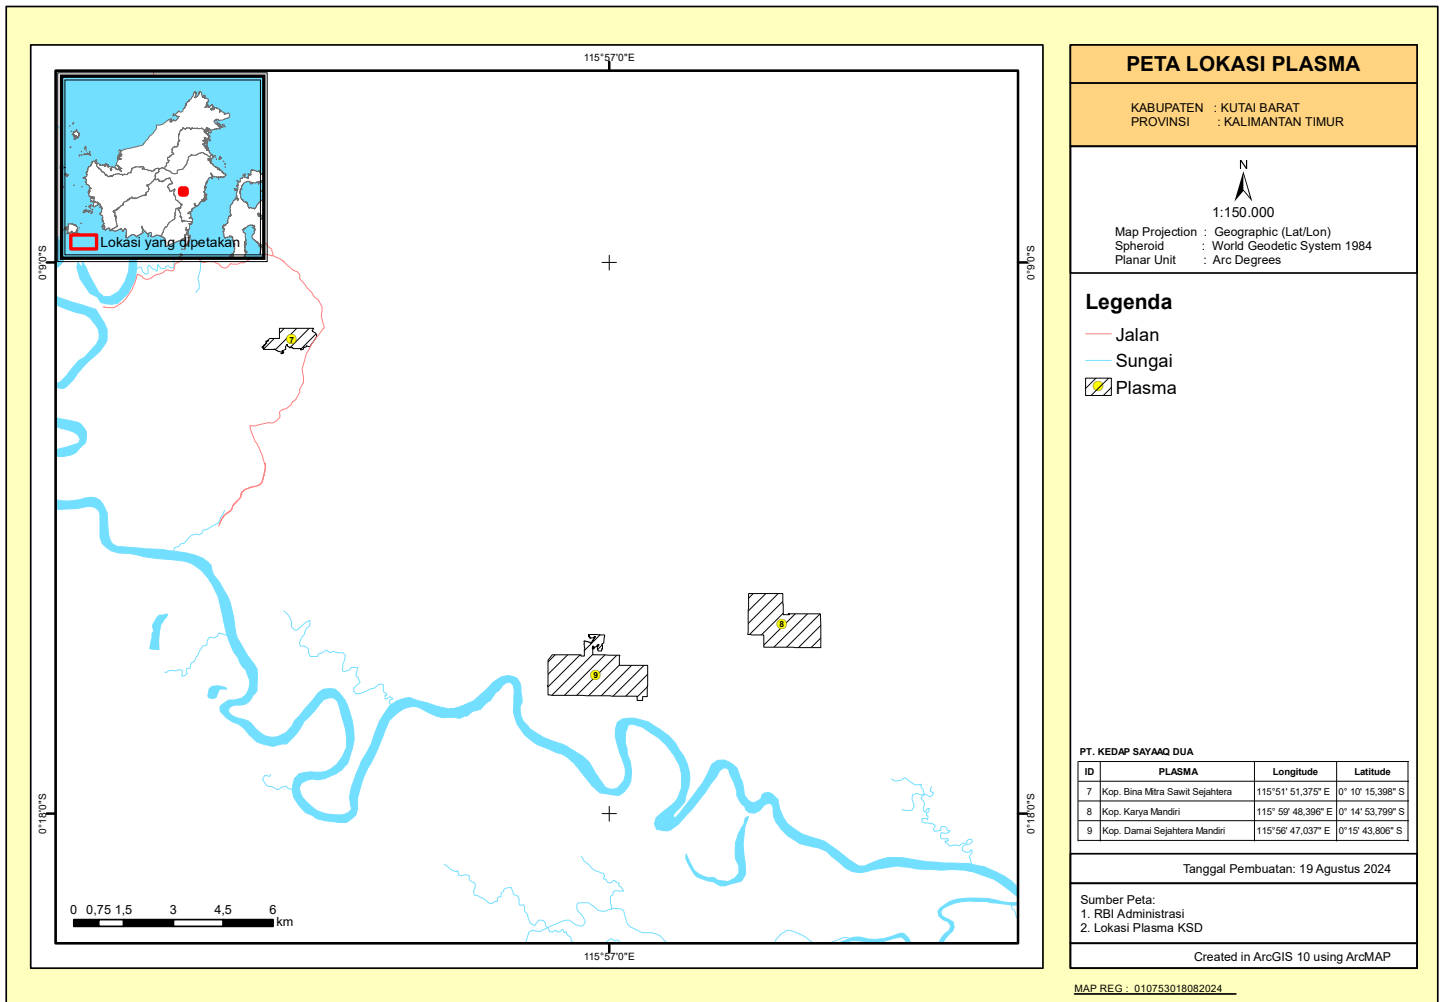 115°57'0"E
Lokasi yang dipetakan
0°9'0"S
0°9'0"S
7
8
9
0°18'0"S
0°18'0"S
0 0,75 1,5 3 4,5 6
km
115°57'0"E
PETA LOKASI PLASMA
KABUPATEN : KUTAI BARAT
PROVINSI : KALIMANTAN TIMUR
N
1:150.000
Map Projection : Geographic (Lat/Lon)
Spheroid : World Geodetic System 1984
Planar Unit : Arc Degrees
Legenda
Jalan
Sungai
Plasma
PT. KEDAP SAYAAQ DUA
ID PLASMA Longitude Latitude
7 Kop. Bina Mitra Sawit Sejahtera 115°51' 51,375" E 0° 10' 15,398" S
8 Kop. Karya Mandiri 115° 59' 48,396" E 0° 14' 53,799" S
9 Kop. Damai Sejahtera Mandiri 115°56' 47,037" E 0°15' 43,806" S
Tanggal Pembuatan: 19 Agustus 2024
Sumber Peta:
1. RBI Administrasi
2. Lokasi Plasma KSD
Created in ArcGIS 10 using ArcMAP
MAP REG : 010753018082024